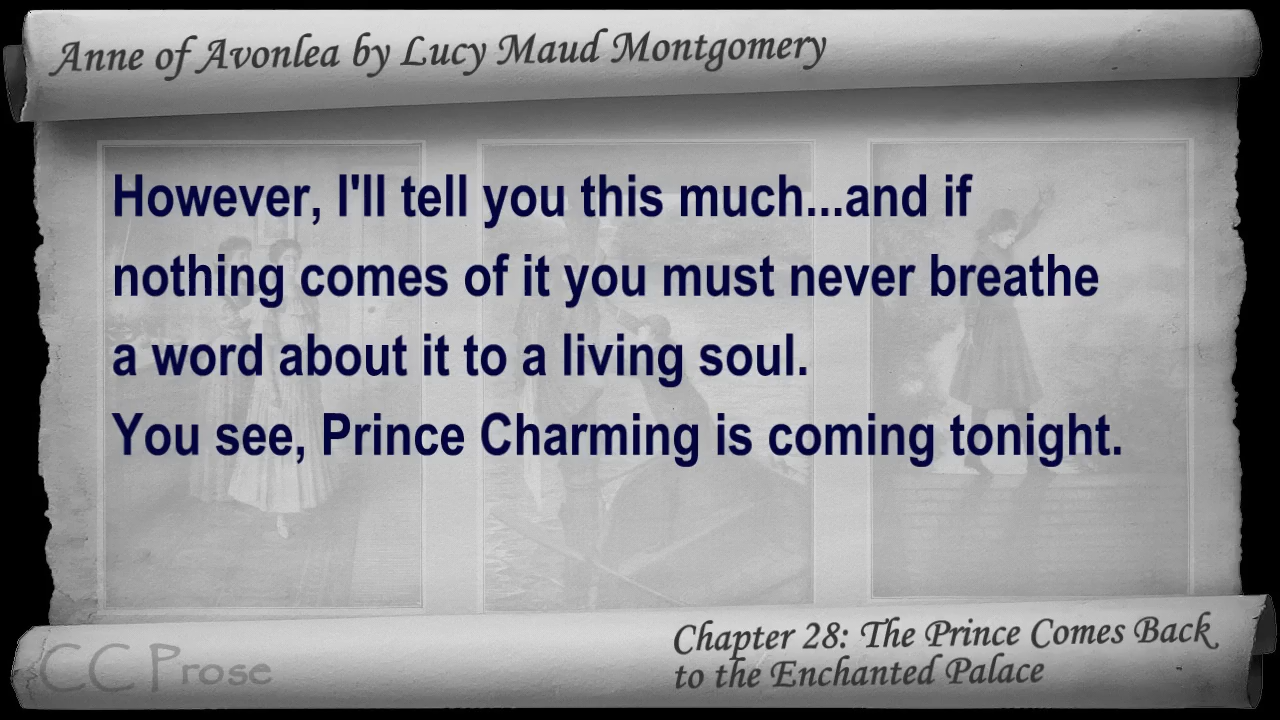 Anne of Avonlea by Lucy Maud Montgomery
However, I'll tell you this much...and if
nothing comes of it you must never breathe
a word about it to a living soul.
You see, Prince Charming is coming tonight.
Chapter 28: The Prince Comes Back
to the Enchanted Palace
CC Prose